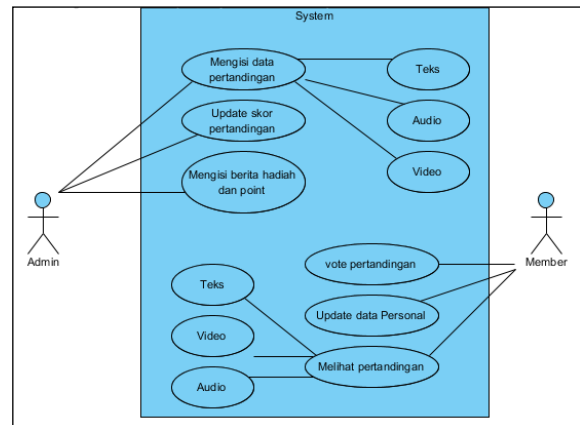 System
Mengisi data
pertandingan
Teks
Update skor
pertandingan
Audio
Mengisi berita hadiah
dan point
Video
Admin
Member
vote pertandingan
Teks
Update data Personal
Video
Melihat pertandingan
Audio